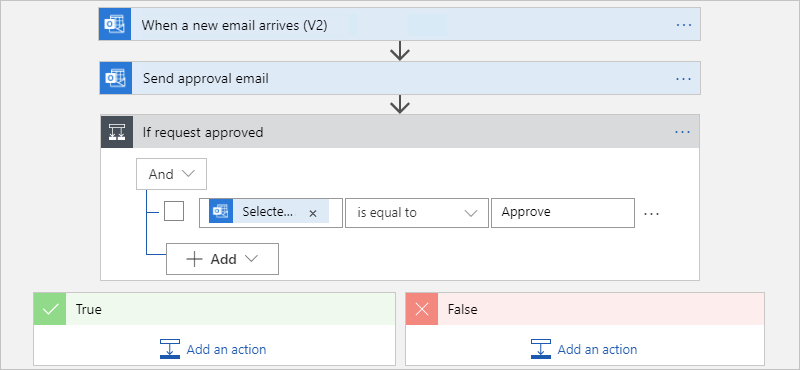 When a new email arrives (V2)
Send approval email
If request approved
And
Selecte... × is equal to Approve
+ Add
True False
Add an action Add an action